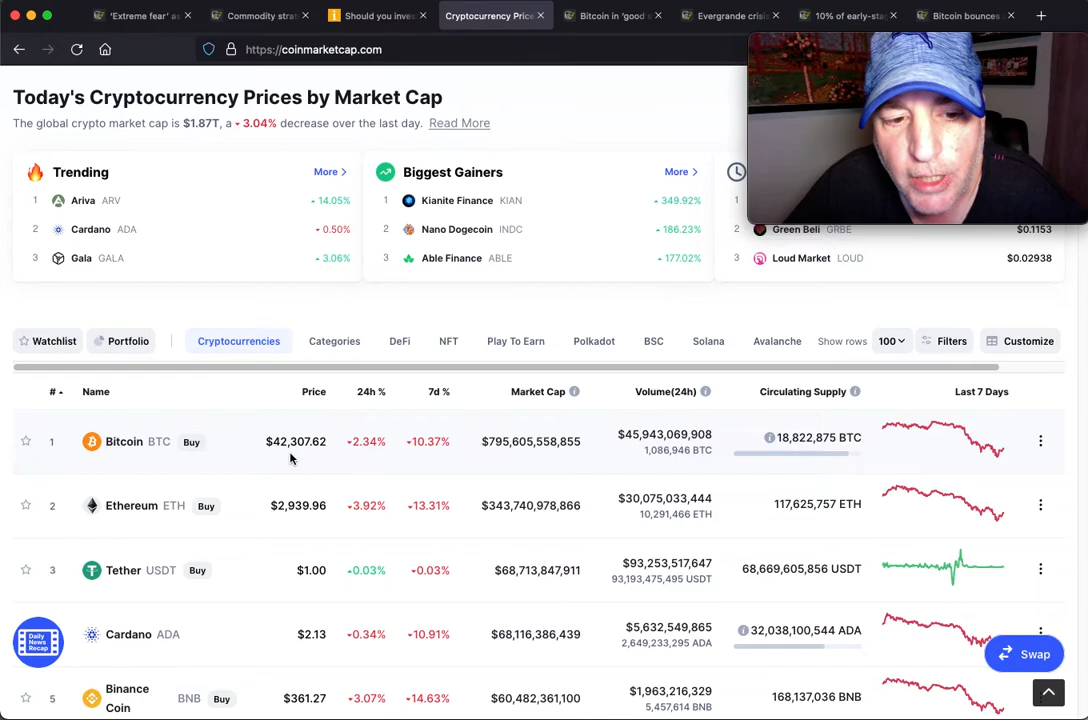 'Extreme fear' as
Commodity strat
Should you inves
Cryptocurrency Price
Bitcoin in 'good s
Evergrande crisis
10% of early-sta
Bitcoin bounces
https://coinmarketcap.com
Today's Cryptocurrency Prices by Market Cap
The global crypto market cap is $1.87T, a 3.04% decrease over the last day. Read More
Trending More
1 Ariva ARV 14.05%
2 Cardano ADA 0.50%
3 Gala GALA 3.06%
Biggest Gainers More
1 Kianite Finance KIAN 349.92%
2 Nano Dogecoin INDC 186.23%
3 Able Finance ABLE 177.02%
1
2 Green Beli GRBE $0.1153
3 Loud Market LOUD $0.02938
Watchlist Portfolio Cryptocurrencies Categories DeFi NFT Play To Earn Polkadot BSC Solana Avalanche Show rows 100 Filters Customize
# Name Price 24h % 7d % Market Cap Volume(24h) Circulating Supply Last 7 Days
1 Bitcoin BTC Buy $42,307.62 2.34% 10.37% $795,605,558,855 $45,943,069,908 18,822,875 BTC
1,086,946 BTC
2 Ethereum ETH Buy $2,939.96 3.92% 13.31% $343,740,978,866 $30,075,033,444 117,625,757 ETH
10,291,466 ETH
3 Tether USDT Buy $1.00 0.03% 0.03% $68,713,847,911 $93,253,517,647 68,669,605,856 USDT
93,193,475,495 USDT
Cardano ADA $2.13 0.34% 10.91% $68,116,386,439 $5,632,549,865 32,038,100,544 ADA
2,649,233,295 ADA
5 Binance Coin BNB Buy $361.27 3.07% 14.63% $60,482,361,100 $1,963,216,329 168,137,036 BNB
5,457,614 BNB
Daily
News
Recap
Swap